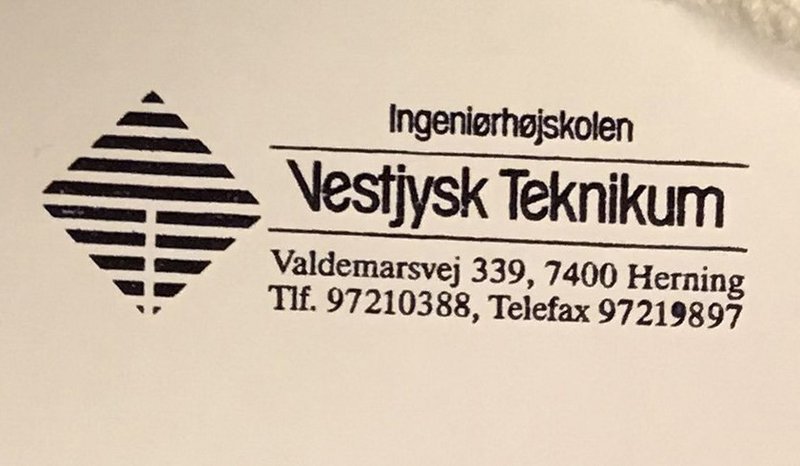 Ingeniørhøjskolen
Vestjysk Teknikum
Valdemarsvej 339, 7400 Herning
Tlf. 97210388, Telefax 97219897